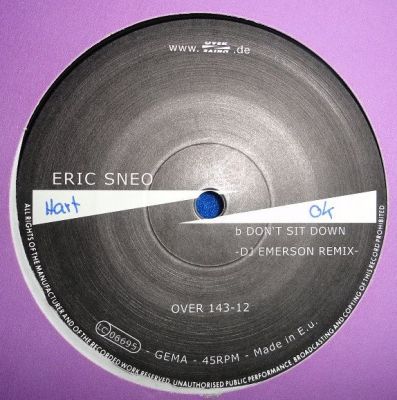 www. OVER .de
ERIC SNEO
Hart
Ok
b DON'T SIT DOWN
-DJ EMERSON REMIX-
OVER 143-12
LC 06695 - GEMA - 45RPM - Made in E.u.
ALL RIGHTS OF THE MANUFACTURER AND OF THE RECORDED WORK RESERVED. UNAUTHORISED PUBLIC PERFORMANCE BROADCASTING AND COPYING OF THIS RECORD PROHIBITED